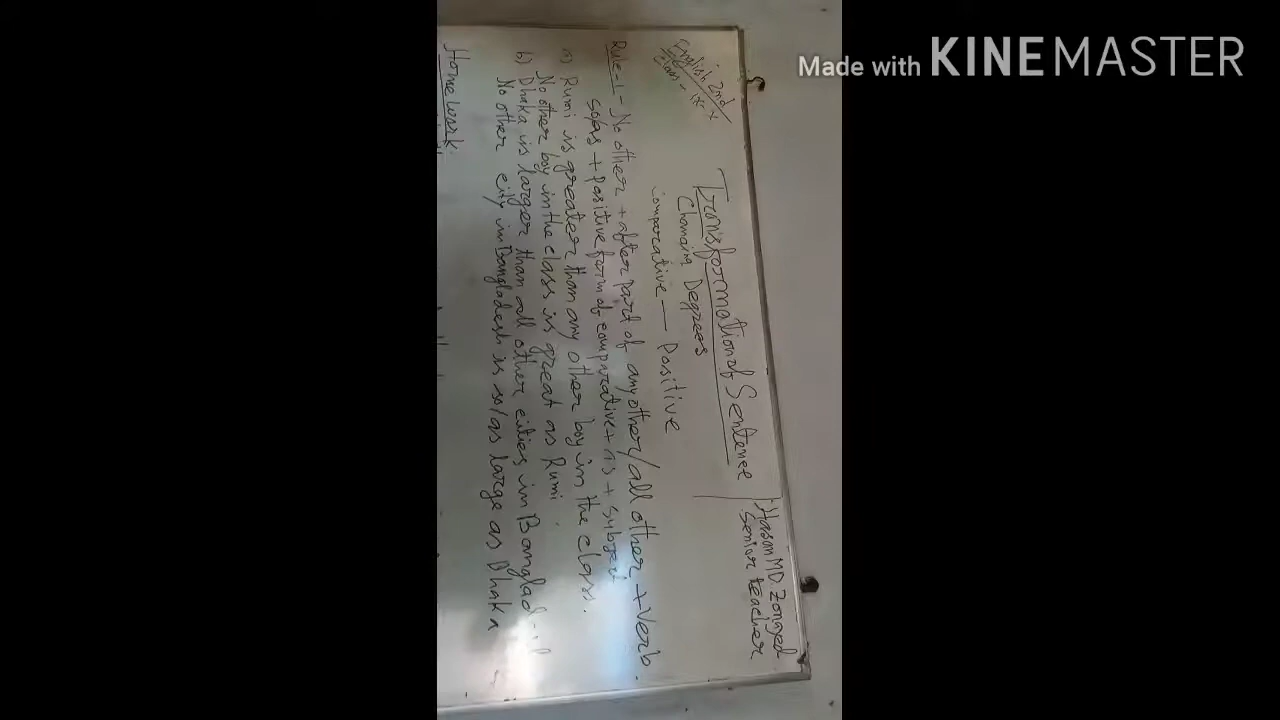 Made with KINEMASTER
English 2nd
Class - IX
Transformation of Sentence
Hasan MD. Zonayed
Senior teacher
Changing Degrees
comparative — Positive
Rule-1 - No other + after part of any other/all other + verb.
so/as + Positive form of comparative + as + subject
a) Rumi is greater than any other boy in the class.
No other boy in the class is great as Rumi.
b) Dhaka is larger than all other cities in
No other city in Bangladesh is so/as large as Dhaka
Home work